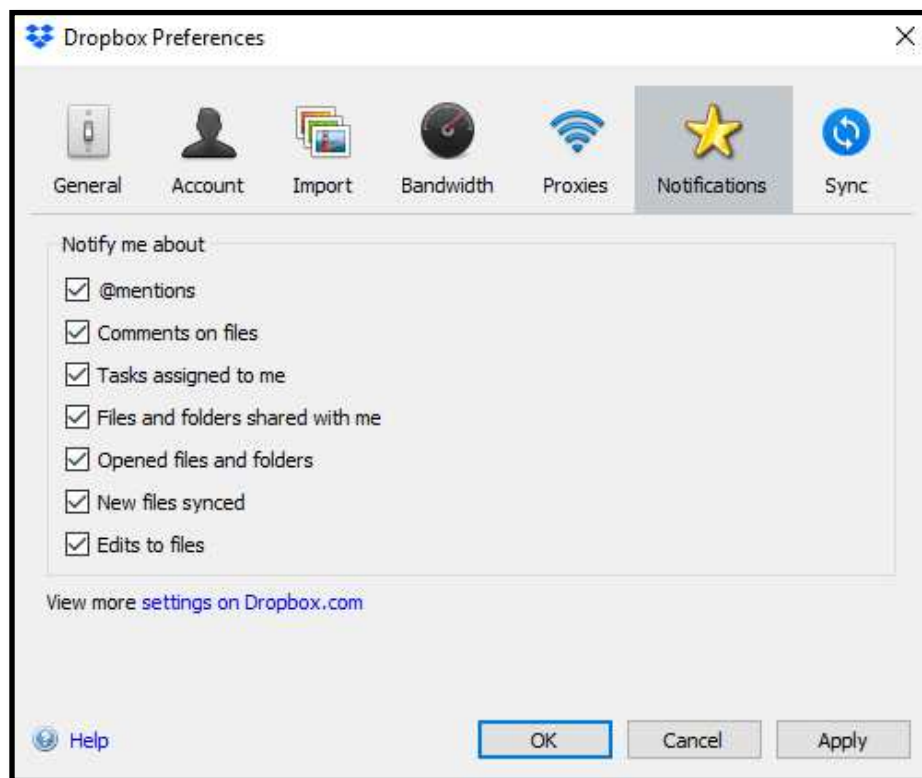 Dropbox Preferences
General Account Import Bandwidth Proxies Notifications Sync
Notify me about
@mentions
Comments on files
Tasks assigned to me
Files and folders shared with me
Opened files and folders
New files synced
Edits to files
View more settings on Dropbox.com
Help OK Cancel Apply